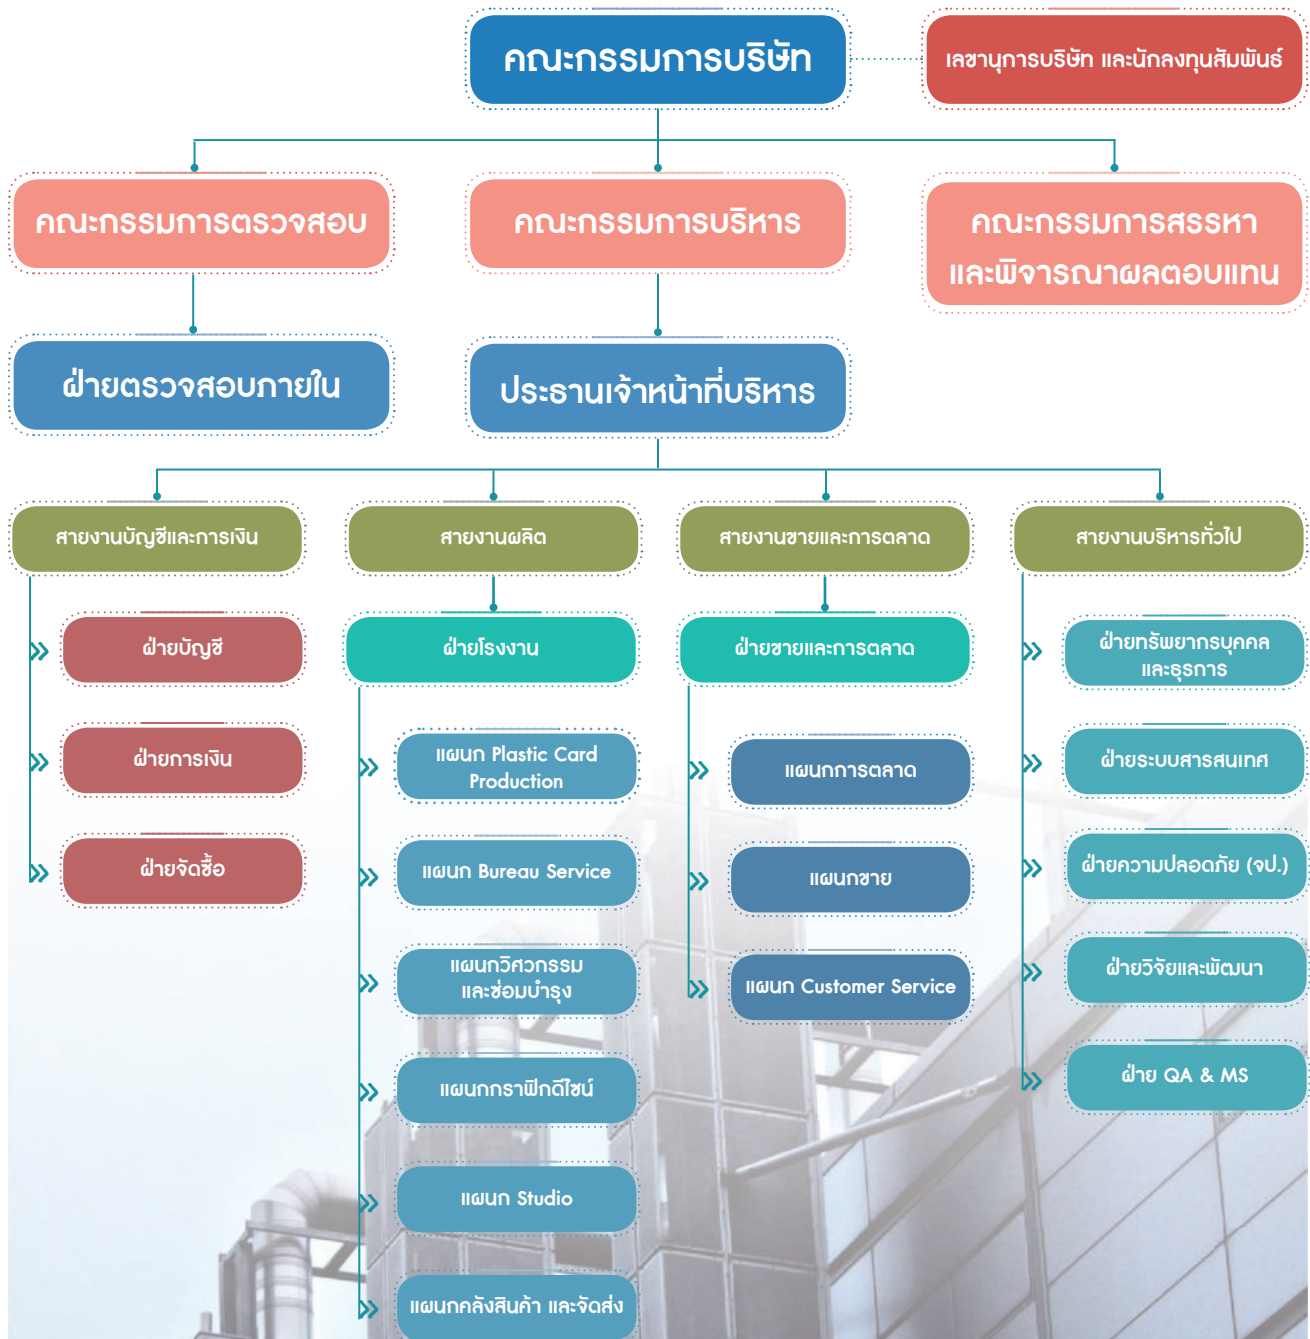 คณะกรรมการบริษัท
เลขานุการบริษัท และนักลงทุนสัมพันธ์
คณะกรรมการตรวจสอบ
คณะกรรมการบริหาร
คณะกรรมการสรรหา
และพิจารณาผลตอบแทน
ฝ่ายตรวจสอบภายใน
ประธานเจ้าหน้าที่บริหาร
สายงานบัญชีและการเงิน
ฝ่ายบัญชี
ฝ่ายการเงิน
ฝ่ายจัดซื้อ
สายงานผลิต
ฝ่ายโรงงาน
แผนก Plastic Card
Production
แผนก Bureau Service
แผนกวิศวกรรม
และซ่อมบำรุง
แผนกกราฟิกดีไซน์
แผนก Studio
แผนกคลังสินค้า และจัดส่ง
สายงานขายและการตลาด
ฝ่ายขายและการตลาด
แผนกการตลาด
แผนกขาย
แผนก Customer Service
สายงานบริหารทั่วไป
ฝ่ายทรัพยากรบุคคล
และธุรการ
ฝ่ายระบบสารสนเทศ
ฝ่ายความปลอดภัย (จป.)
ฝ่ายวิจัยและพัฒนา
ฝ่าย QA & MS